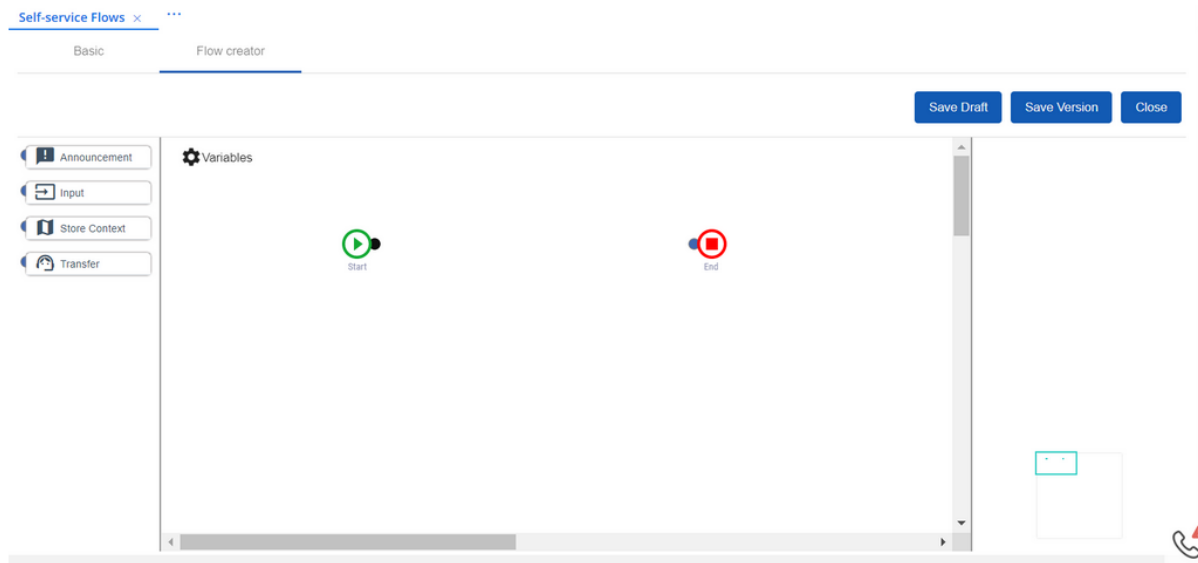 Self-service Flows × ...
Basic Flow creator
Save Draft Save Version Close
Announcement
Input
Store Context
Transfer
Variables
Start End